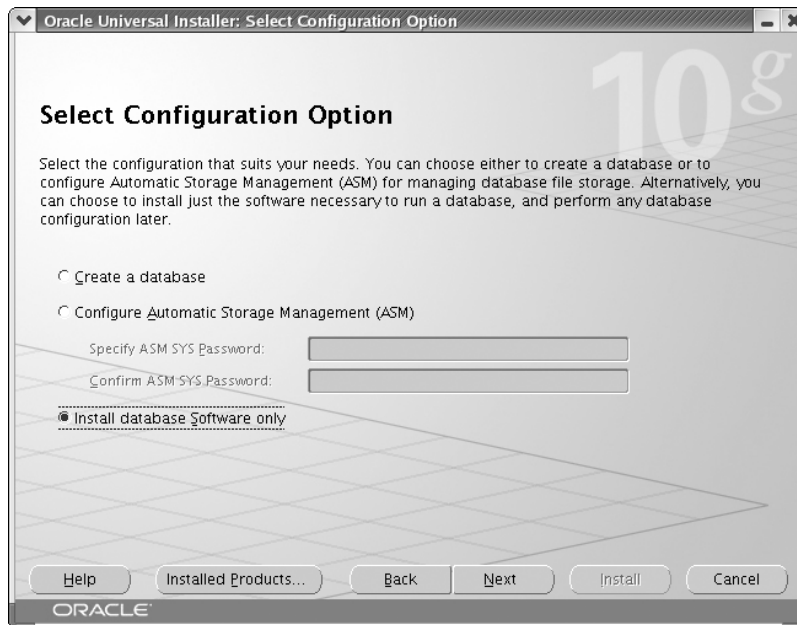 Oracle Universal Installer: Select Configuration Option
10g
Select Configuration Option
Select the configuration that suits your needs. You can choose either to create a database or to
configure Automatic Storage Management (ASM) for managing database file storage. Alternatively, you
can choose to install just the software necessary to run a database, and perform any database
configuration later.
Create a database
Configure Automatic Storage Management (ASM)
Specify ASM SYS Password:
Confirm ASM SYS Password:
Install database Software only
Help Installed Products... Back Next Install Cancel
ORACLE